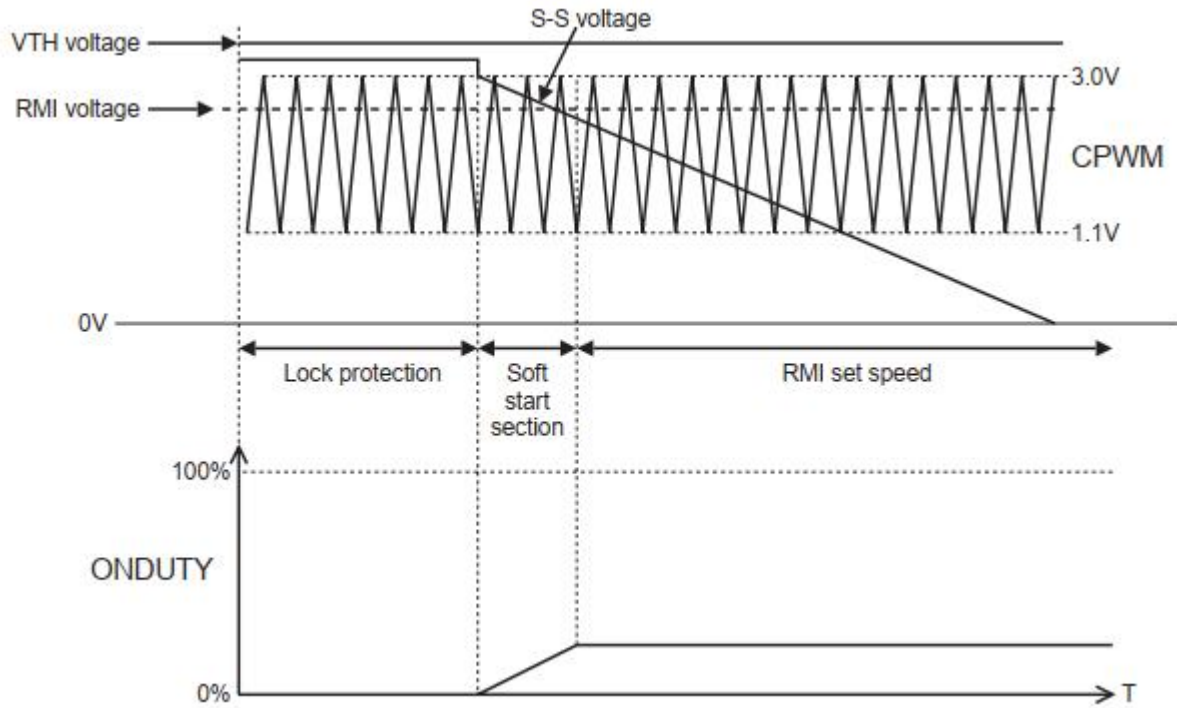 S-S voltage
VTH voltage
3.0V
RMI voltage
CPWM
1.1V
0V
Lock protection
Soft
start
section
RMI set speed
100%
ONDUTY
0%
T